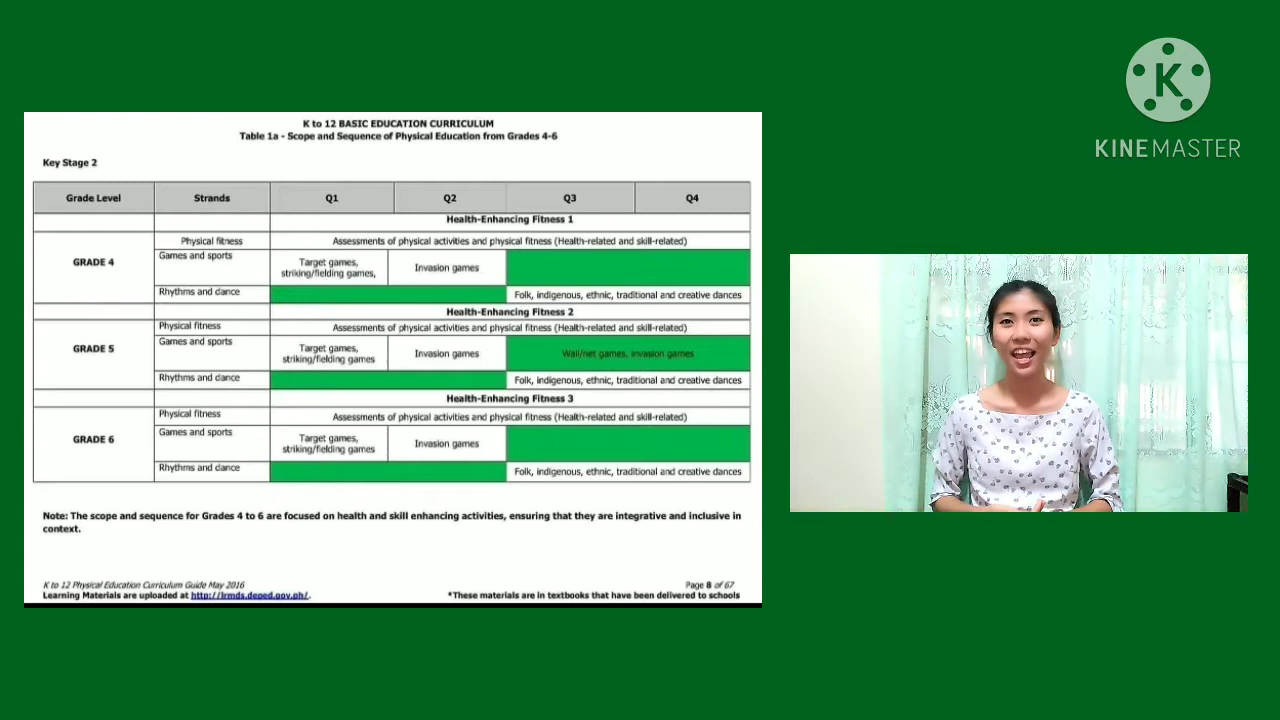 K to 12 BASIC EDUCATION CURRICULUM
Table 1a - Scope and Sequence of Physical Education from Grades 4-6
Key Stage 2
Grade Level Strands Q1 Q2 Q3 Q4
Health-Enhancing Fitness 1
GRADE 4
Physical fitness Assessments of physical activities and physical fitness (Health-related and skill-related)
Games and sports
Target games,
striking/fielding games,
Invasion games
Rhythms and dance Folk, indigenous, ethnic, traditional and creative dances
Health-Enhancing Fitness 2
GRADE 5
Physical fitness Assessments of physical activities and physical fitness (Health-related and skill-related)
Games and sports
Target games,
striking/fielding games
Invasion games
Wall/net games, invasion games
Rhythms and dance Folk, indigenous, ethnic, traditional and creative dances
Health-Enhancing Fitness 3
GRADE 6
Physical fitness Assessments of physical activities and physical fitness (Health-related and skill-related)
Games and sports
Target games,
striking/fielding games
Invasion games
Rhythms and dance Folk, indigenous, ethnic, traditional and creative dances
Note: The scope and sequence for Grades 4 to 6 are focused on health and skill enhancing activities, ensuring that they are integrative and inclusive in
context.
K to 12 Physical Education Curriculum Guide May 2016 Page 8 of 67
Learning Materials are uploaded at http://lrmds.deped.gov.ph/. *These materials are in textbooks that have been delivered to schools
K
KINEMASTER